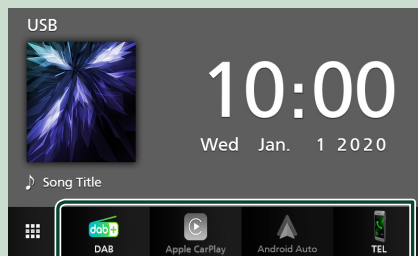 USB
10:00
Wed Jan. 1 2020
Song Title
dab+
DAB
Apple CarPlay
Android Auto
TEL